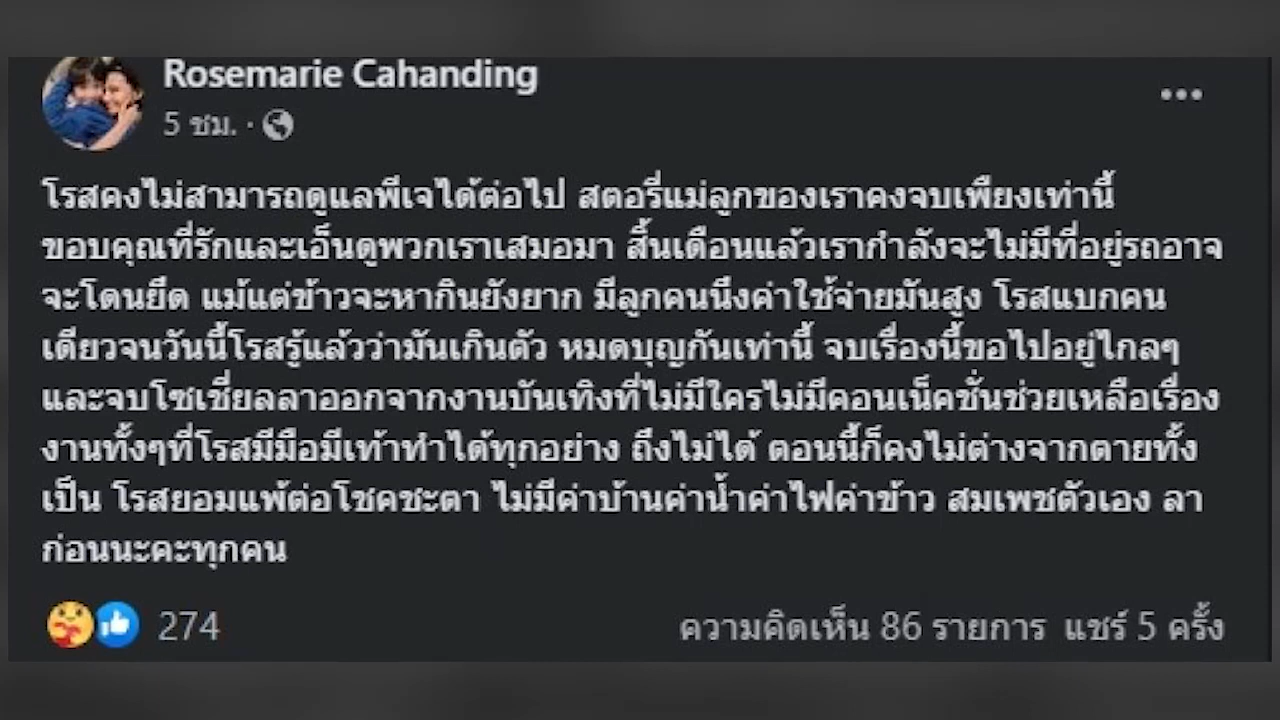 Rosemarie Cahanding
5 ชม. ·
โรสคงไม่สามารถดูแลพีเจได้ต่อไป สตอรี่แม่ลูกของเราคงจบเพียงเท่านี้
ขอบคุณที่รักและเอ็นดูพวกเราเสมอมา สิ้นเดือนแล้วเรากำลังจะไม่มีที่อยู่รถอาจ
จะโดนยึด แม้แต่ข้าวจะหากินยังยาก มีลูกคนนึงค่าใช้จ่ายมันสูง โรสแบกคน
เดียวจนวันนี้โรสรู้แล้วว่ามันเกินตัว หมดบุญกันเท่านี้ จบเรื่องนี้ขอไปอยู่ไกลๆ
และจบโซเชี่ยลลาออกจากงานบันเทิงที่ไม่มีใครไม่มีคอนเน็คชั่นช่วยเหลือเรื่อง
งานทั้งๆที่โรสมีมือมีเท้าทำได้ทุกอย่าง ถึงไม่ได้ ตอนนี้ก็คงไม่ต่างจากตายทั้ง
เป็น โรสยอมแพ้ต่อโชคชะตา ไม่มีค่าบ้านค่าน้ำค่าไฟค่าข้าว สมเพชตัวเอง ลา
ก่อนนะคะทุกคน
274
ความคิดเห็น 86 รายการ แชร์ 5 ครั้ง